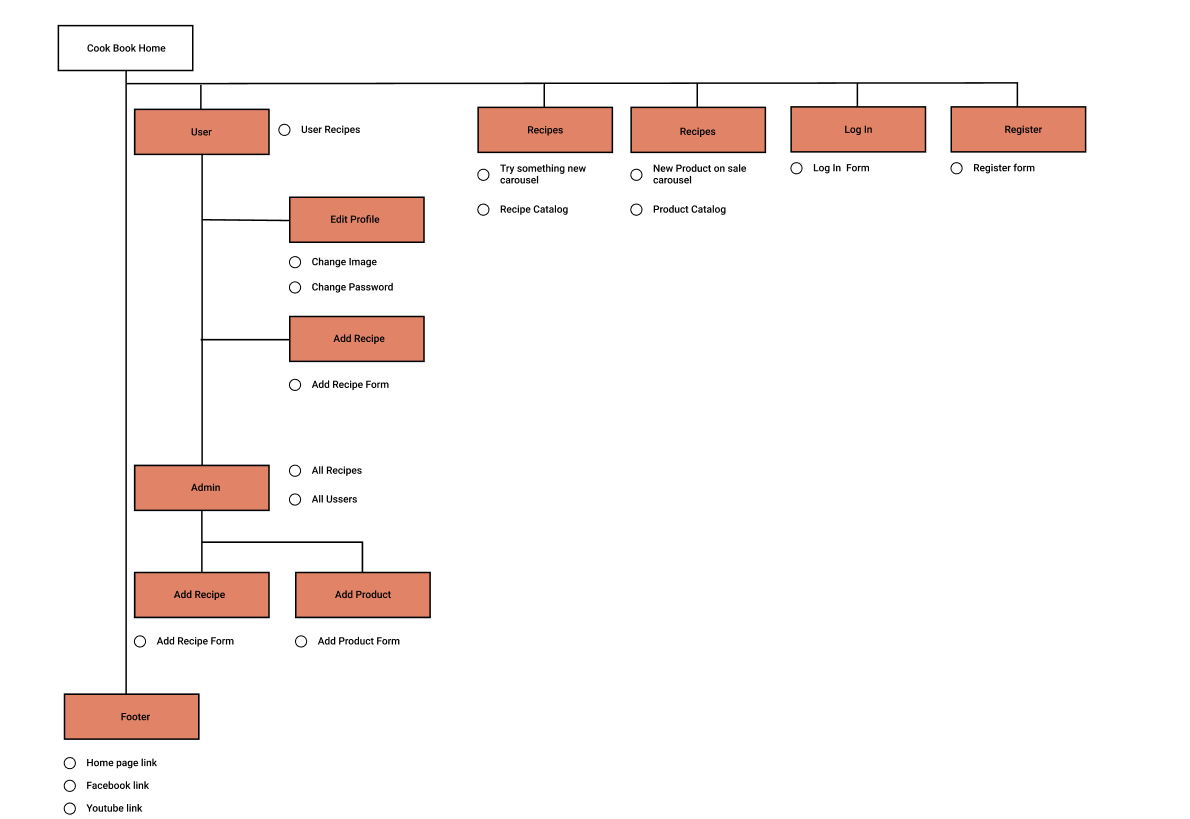 Cook Book Home
User
User Recipes
Recipes
Try something new
carousel
Recipe Catalog
Recipes
New Product on sale
carousel
Product Catalog
Log In
Log In  Form
Register
Register form
Edit Profile
Change Image
Change Password
Add Recipe
Add Recipe Form
Admin
All Recipes
All Ussers
Add Recipe
Add Recipe Form
Add Product
Add Product Form
Footer
Home page link
Facebook link
Youtube link